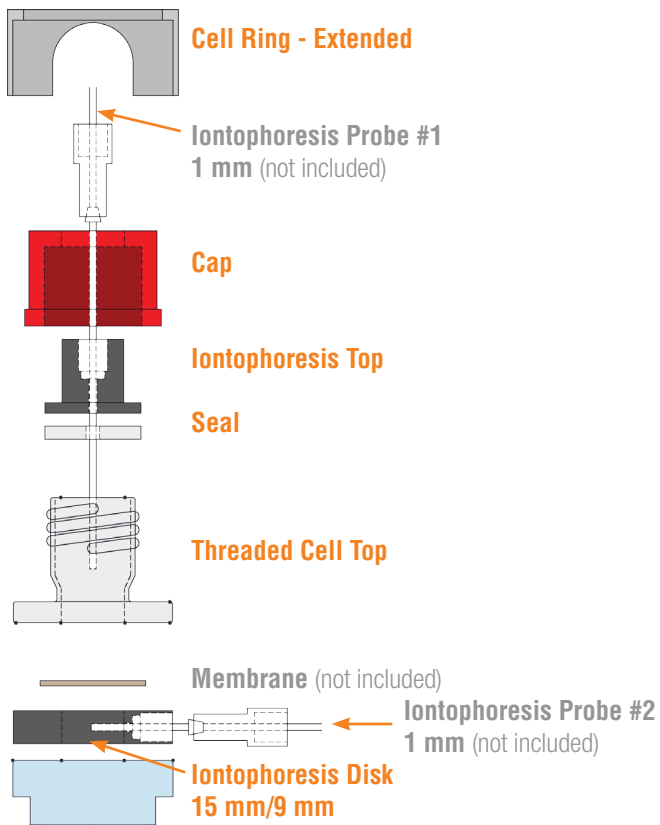 Cell Ring - Extended
Iontophoresis Probe #1
1 mm (not included)
Cap
Iontophoresis Top
Seal
Threaded Cell Top
Membrane (not included)
Iontophoresis Probe #2
1 mm (not included)
Iontophoresis Disk
15 mm/9 mm